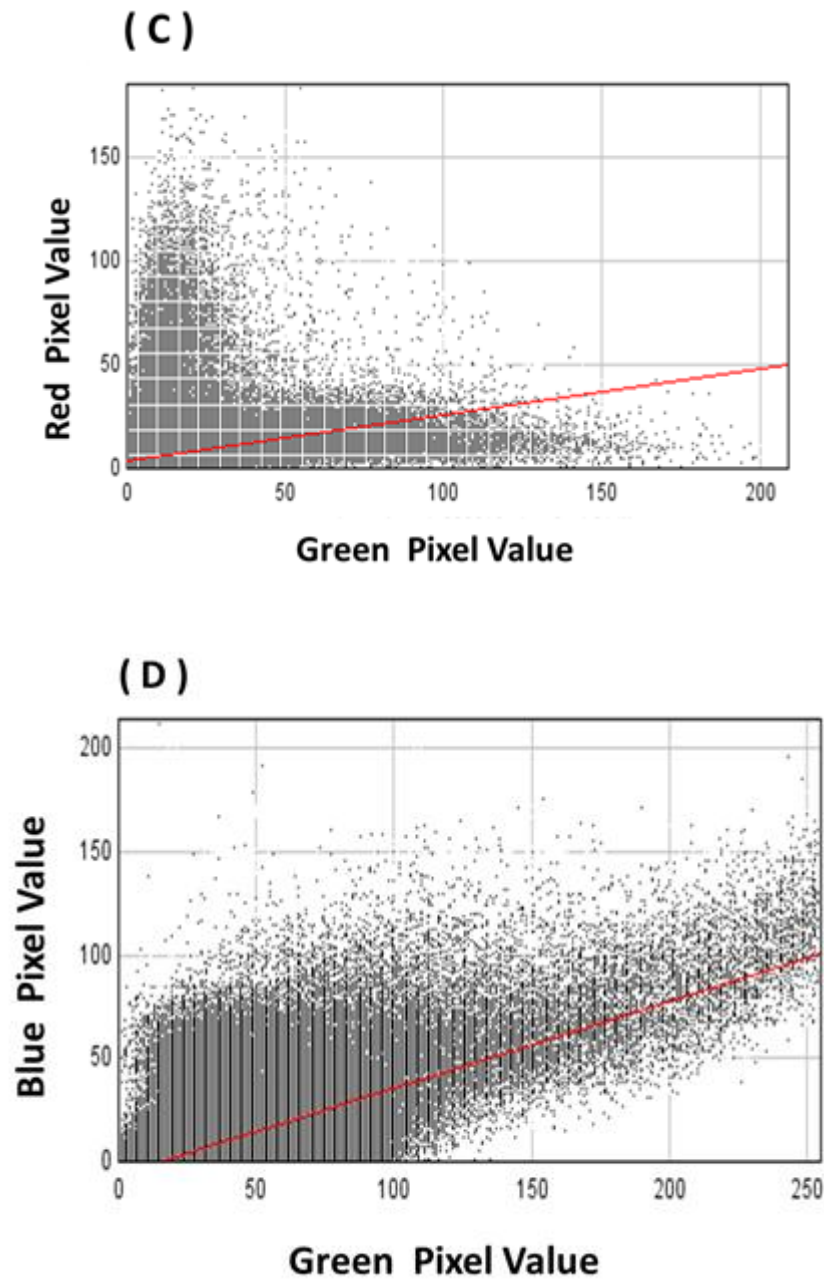 ( C )
150
100
50
0
Red Pixel Value
0 50 100 150 200
Green Pixel Value
( D )
200
150
100
50
0
Blue Pixel Value
0 50 100 150 200 250
Green Pixel Value